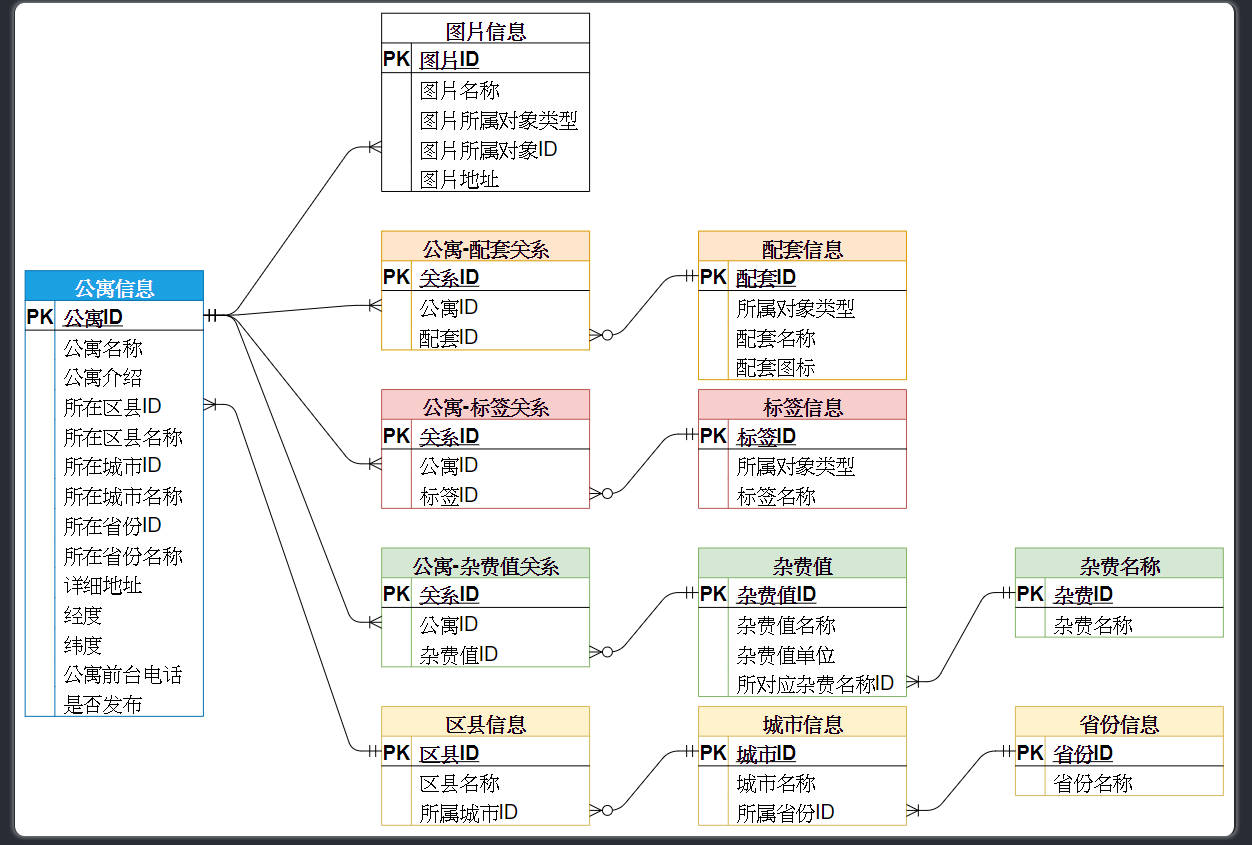 图片信息
PK 图片ID
图片名称
图片所属对象类型
图片所属对象ID
图片地址
公寓信息
PK 公寓ID
公寓名称
公寓介绍
所在区县ID
所在区县名称
所在城市ID
所在城市名称
所在省份ID
所在省份名称
详细地址
经度
纬度
公寓前台电话
是否发布
公寓-配套关系
PK 关系ID
公寓ID
配套ID
配套信息
PK 配套ID
所属对象类型
配套名称
配套图标
公寓-标签关系
PK 关系ID
公寓ID
标签ID
标签信息
PK 标签ID
所属对象类型
标签名称
公寓-杂费值关系
PK 关系ID
公寓ID
杂费值ID
杂费值
PK 杂费值ID
杂费值名称
杂费值单位
所对应杂费名称ID
杂费名称
PK 杂费ID
杂费名称
区县信息
PK 区县ID
区县名称
所属城市ID
城市信息
PK 城市ID
城市名称
所属省份ID
省份信息
PK 省份ID
省份名称